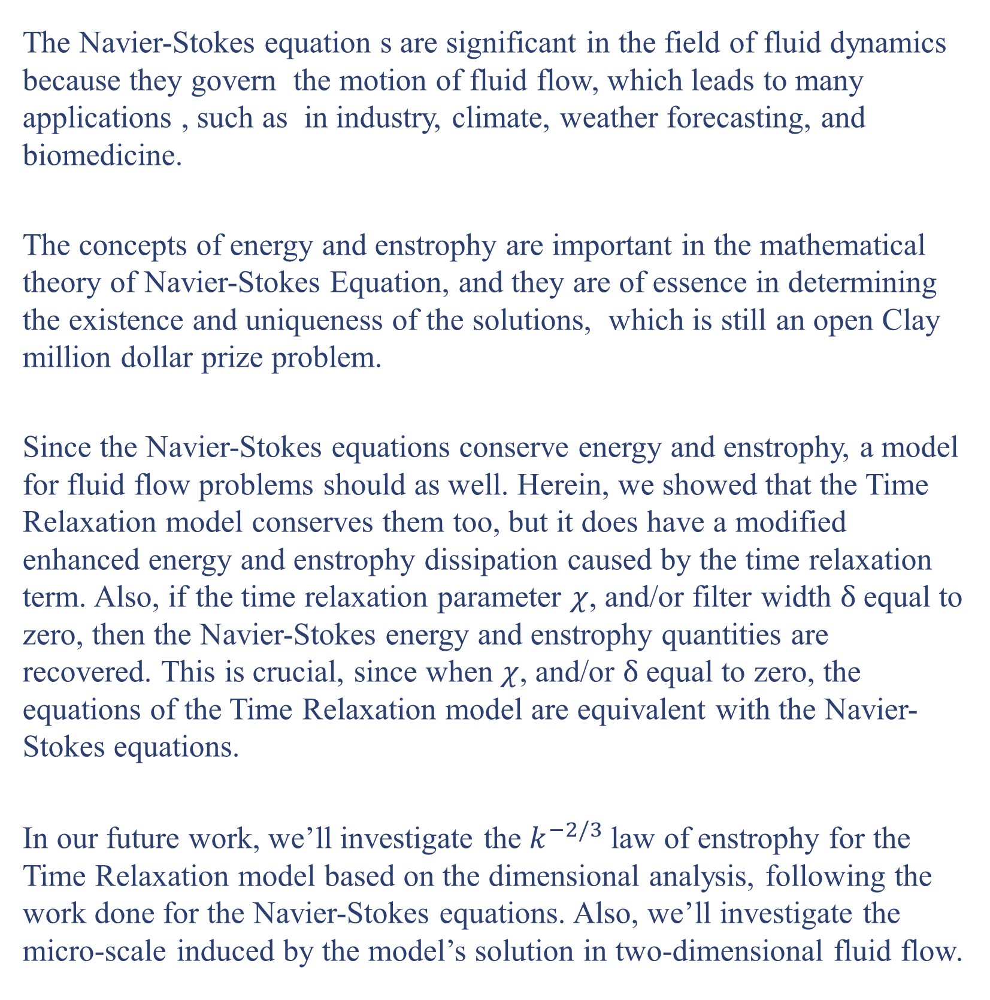 The Navier-Stokes equation s are significant in the field of fluid dynamics
because they govern  the motion of fluid flow, which leads to many
applications , such as  in industry, climate, weather forecasting, and
biomedicine.
The concepts of energy and enstrophy are important in the mathematical
theory of Navier-Stokes Equation, and they are of essence in determining
the existence and uniqueness of the solutions,  which is still an open Clay
million dollar prize problem.
Since the Navier-Stokes equations conserve energy and enstrophy, a model
for fluid flow problems should as well. Herein, we showed that the Time
Relaxation model conserves them too, but it does have a modified
enhanced energy and enstrophy dissipation caused by the time relaxation
term. Also, if the time relaxation parameter χ, and/or filter width δ equal to
zero, then the Navier-Stokes energy and enstrophy quantities are
recovered. This is crucial, since when χ, and/or δ equal to zero, the
equations of the Time Relaxation model are equivalent with the Navier-
Stokes equations.
In our future work, we’ll investigate the k^{−2/3} law of enstrophy for the
Time Relaxation model based on the dimensional analysis, following the
work done for the Navier-Stokes equations. Also, we’ll investigate the
micro-scale induced by the model’s solution in two-dimensional fluid flow.